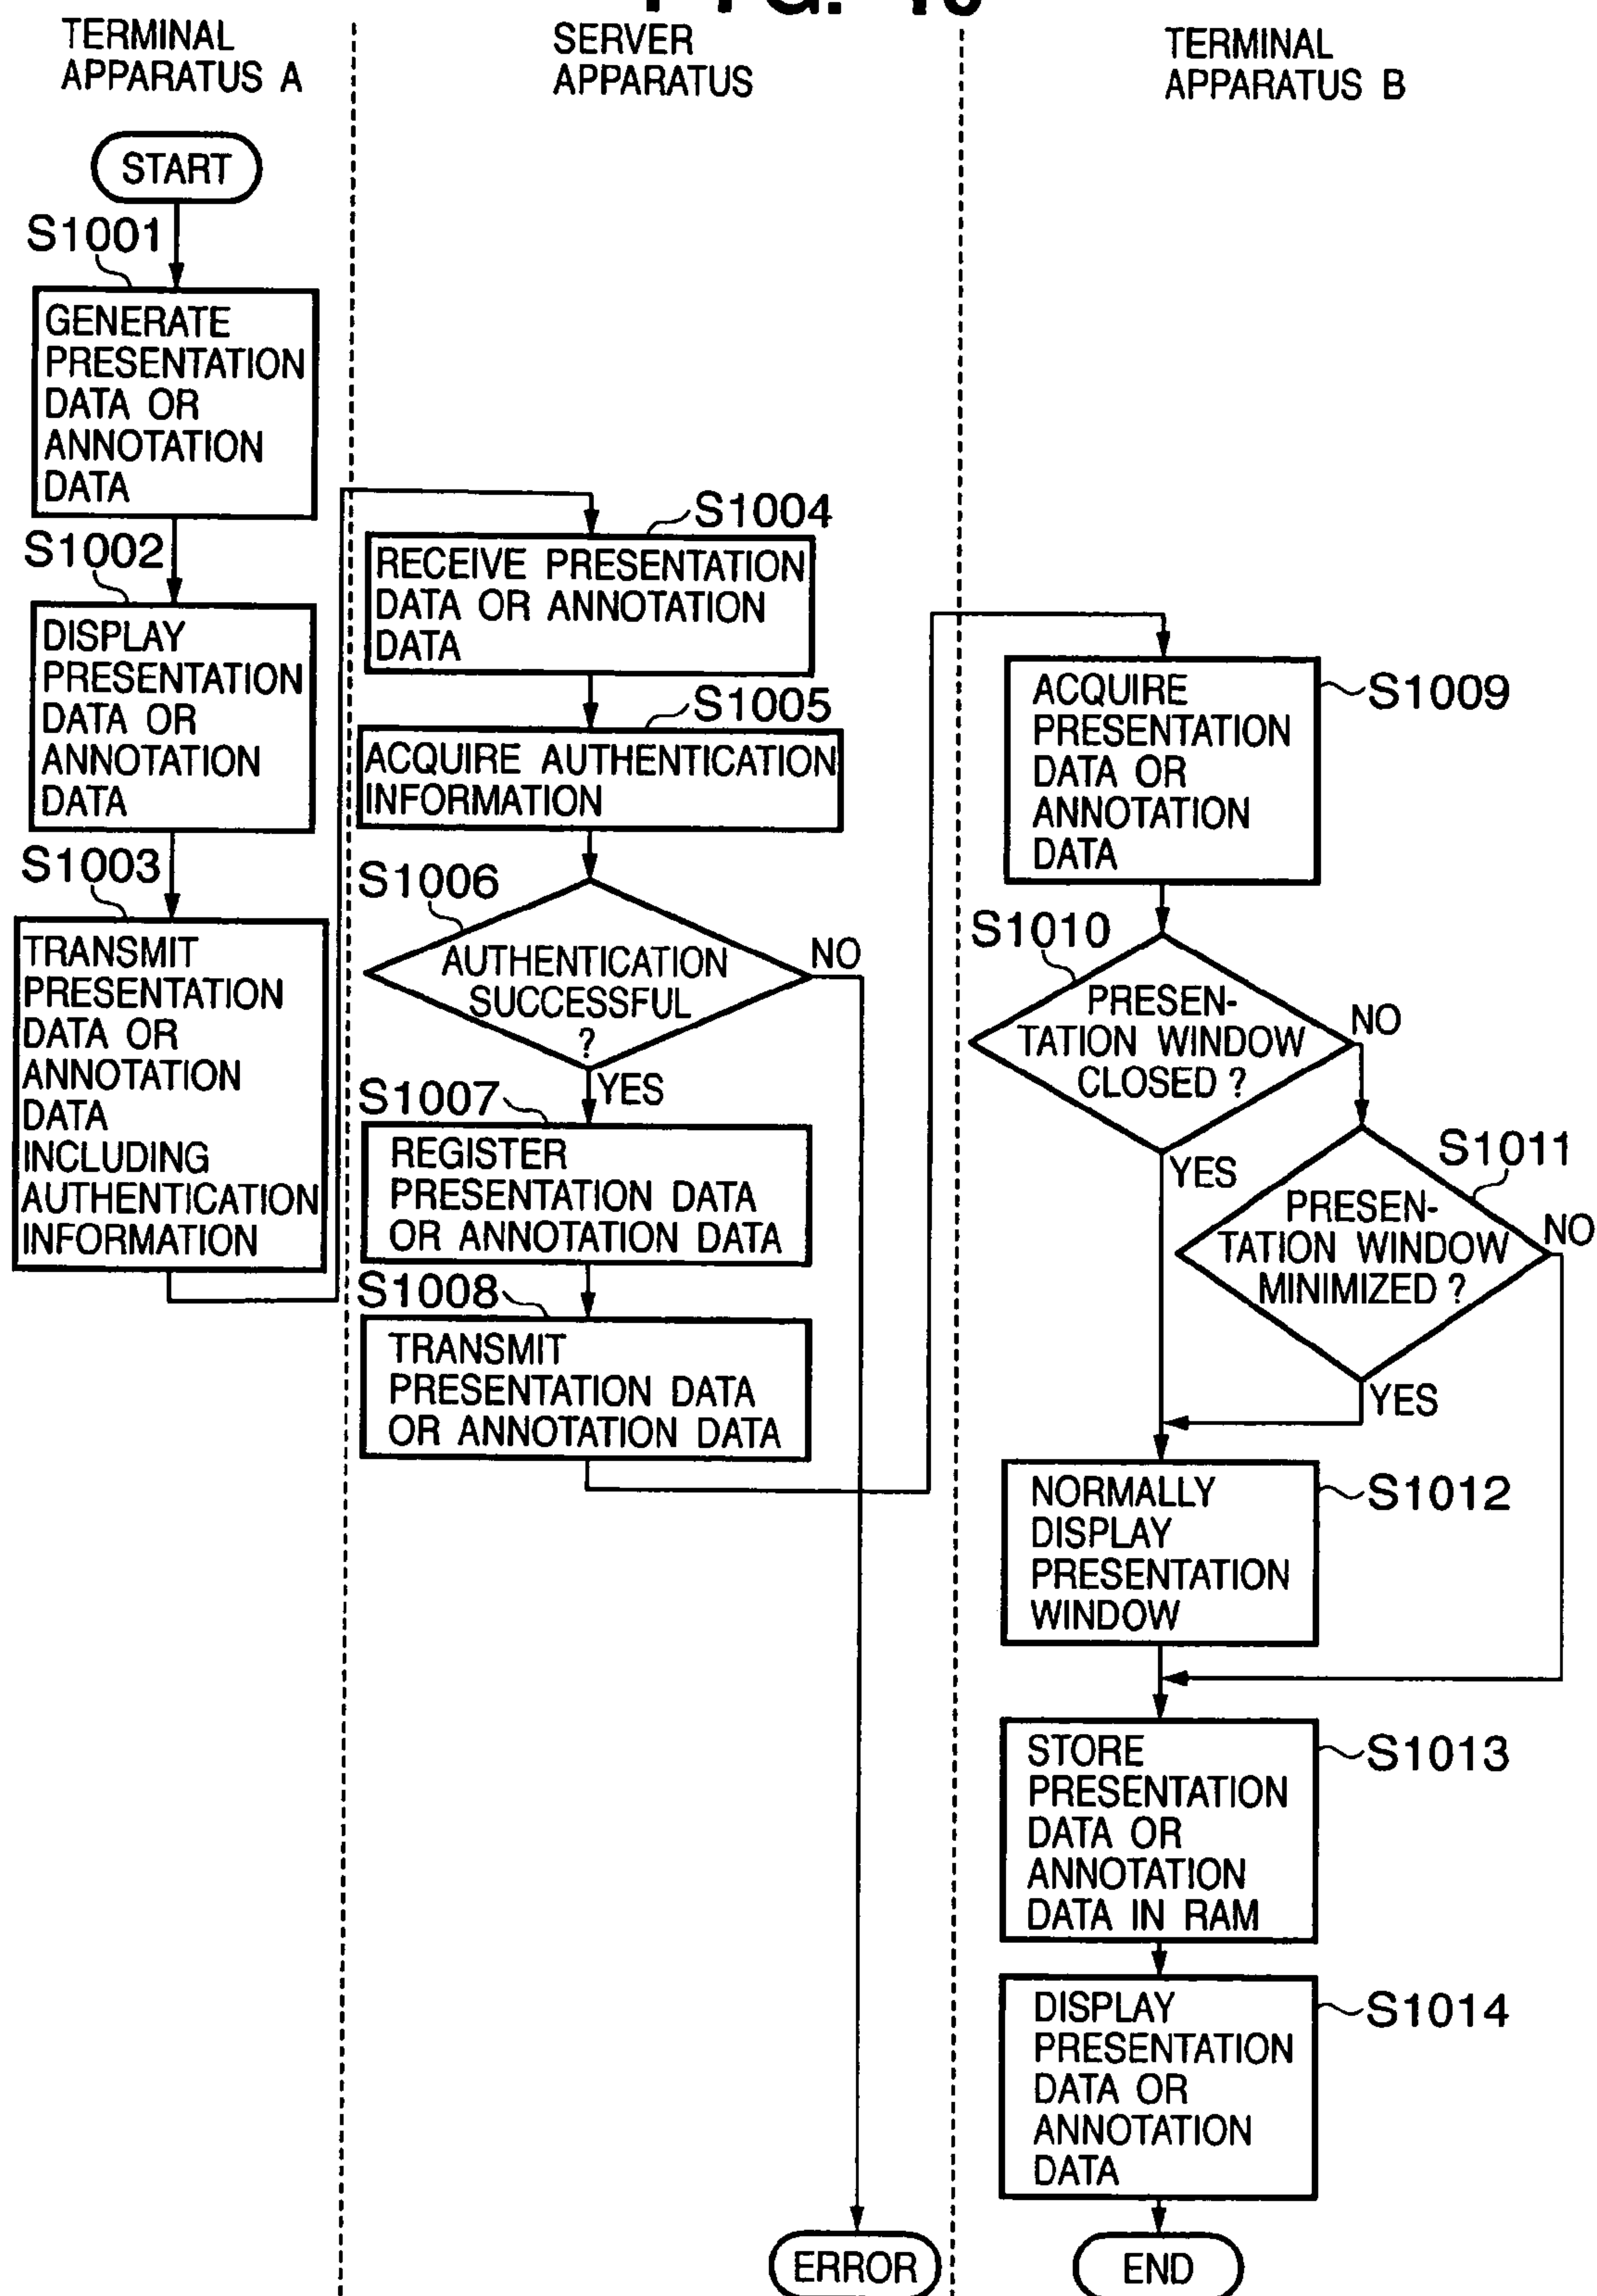 TERMINAL
APPARATUS A
SERVER
APPARATUS
TERMINAL
APPARATUS B
START
S1001
GENERATE
PRESENTATION
DATA OR
ANNOTATION
DATA
S1002
DISPLAY
PRESENTATION
DATA OR
ANNOTATION
DATA
S1003
TRANSMIT
PRESENTATION
DATA OR
ANNOTATION
DATA
INCLUDING
AUTHENTICATION
INFORMATION
S1004
RECEIVE PRESENTATION
DATA OR ANNOTATION
DATA
S1005
ACQUIRE AUTHENTICATION
INFORMATION
S1006
AUTHENTICATION
SUCCESSFUL
?
NO
YES
S1007
REGISTER
PRESENTATION DATA
OR ANNOTATION DATA
S1008
TRANSMIT
PRESENTATION DATA
OR ANNOTATION DATA
ERROR
S1009
ACQUIRE
PRESENTATION
DATA OR
ANNOTATION
DATA
S1010
PRESEN-
TATION WINDOW
CLOSED ?
NO
YES
S1011
PRESEN-
TATION WINDOW
MINIMIZED ?
NO
YES
S1012
NORMALLY
DISPLAY
PRESENTATION
WINDOW
S1013
STORE
PRESENTATION
DATA OR
ANNOTATION
DATA IN RAM
S1014
DISPLAY
PRESENTATION
DATA OR
ANNOTATION
DATA
END